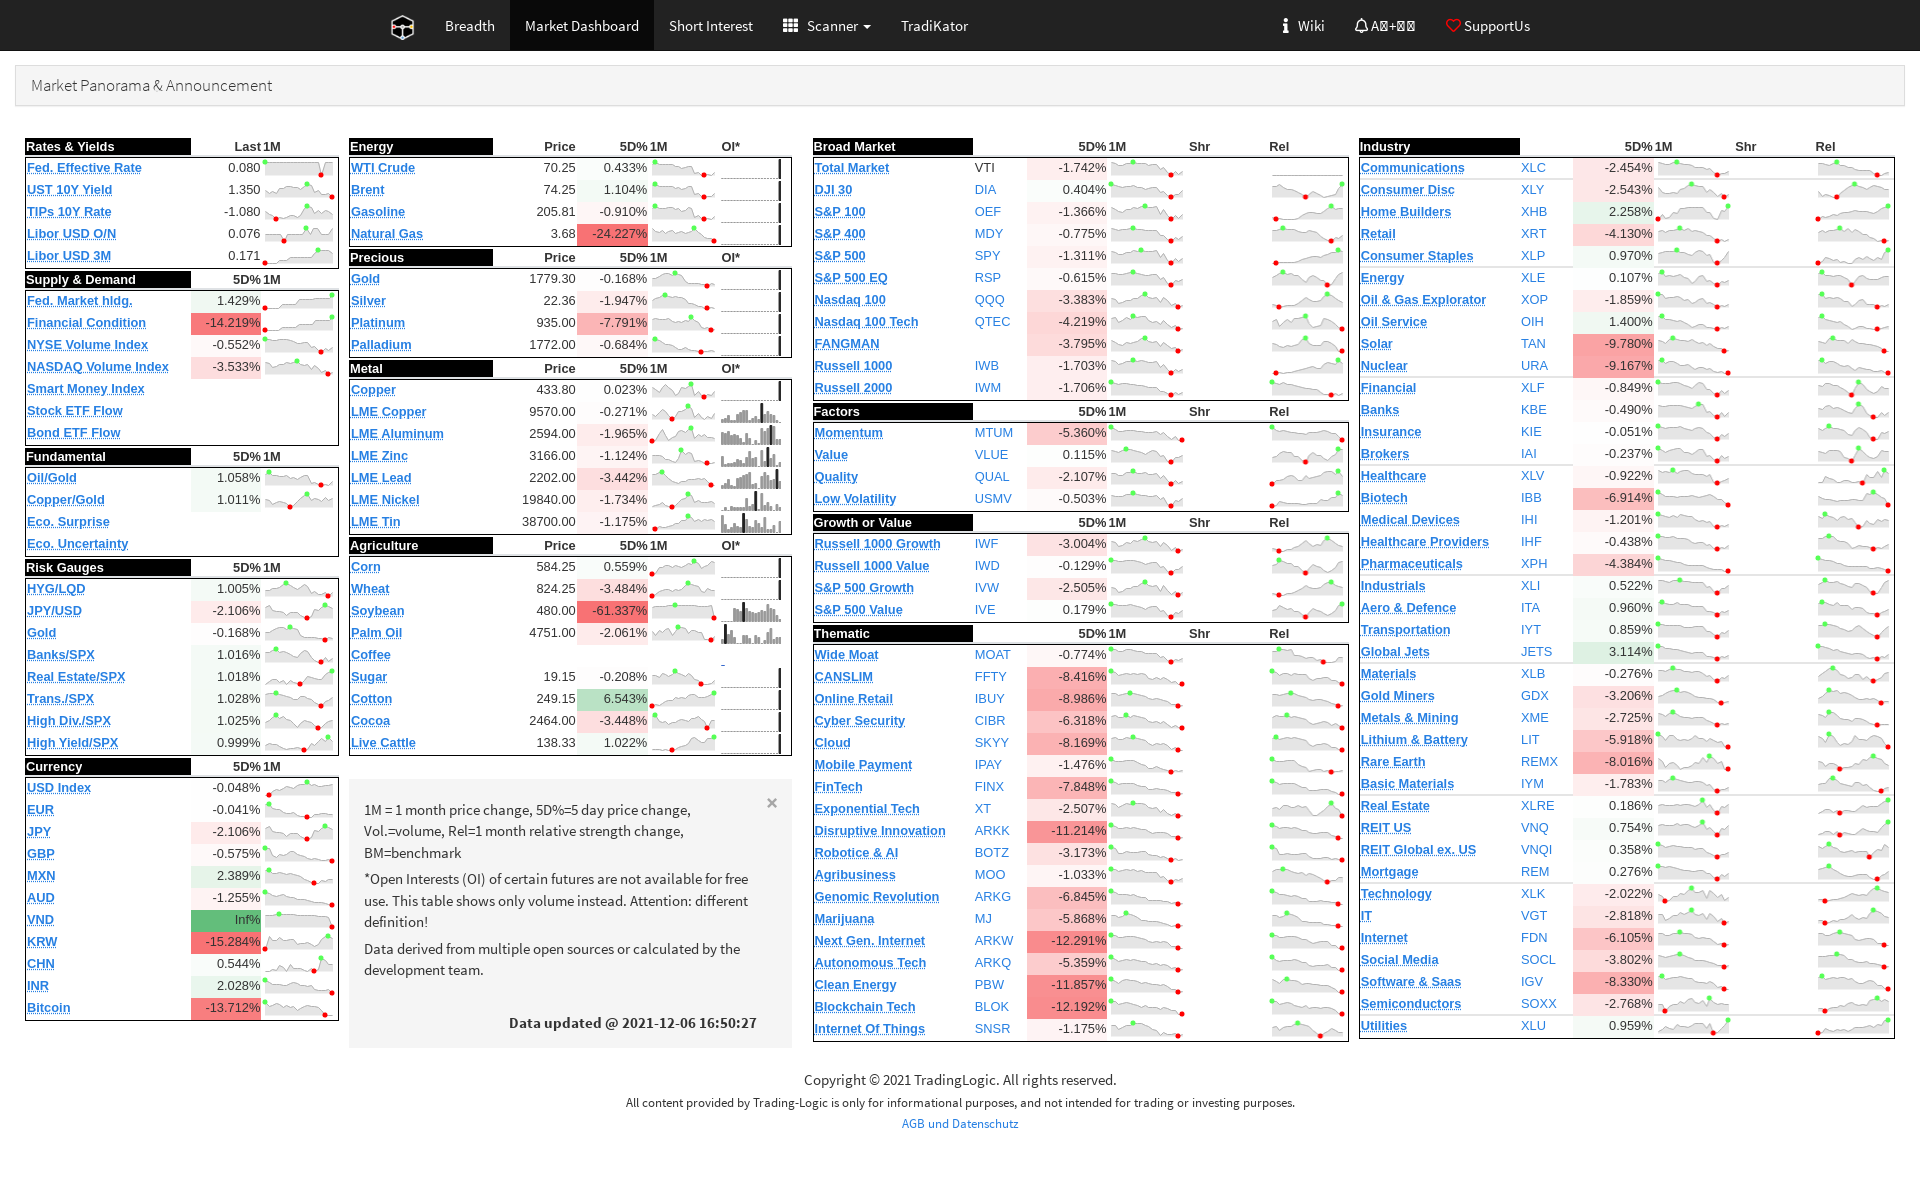 Breadth Market Dashboard Short Interest Scanner TradiKator Wiki SupportUs
Market Panorama & Announcement
Rates & Yields Last 1M
Fed. Effective Rate 0.080
UST 10Y Yield 1.350
TIPs 10Y Rate -1.080
Libor USD O/N 0.076
Libor USD 3M 0.171
Supply & Demand 5D% 1M
Fed. Market hldg. 1.429%
Financial Condition -14.219%
NYSE Volume Index -0.552%
NASDAQ Volume Index -3.533%
Smart Money Index
Stock ETF Flow
Bond ETF Flow
Fundamental 5D% 1M
Oil/Gold 1.058%
Copper/Gold 1.011%
Eco. Surprise
Eco. Uncertainty
Risk Gauges 5D% 1M
HYG/LQD 1.005%
JPY/USD -2.106%
Gold -0.168%
Banks/SPX 1.016%
Real Estate/SPX 1.018%
Trans./SPX 1.028%
High Div./SPX 1.025%
High Yield/SPX 0.999%
Currency 5D% 1M
USD Index -0.048%
EUR -0.041%
JPY -2.106%
GBP -0.575%
MXN 2.389%
AUD -1.255%
VND Inf%
KRW -15.284%
CHN 0.544%
INR 2.028%
Bitcoin -13.712%
Energy Price 5D% 1M OI*
WTI Crude 70.25 0.433%
Brent 74.25 1.104%
Gasoline 205.81 -0.910%
Natural Gas 3.68 -24.227%
Precious Price 5D% 1M OI*
Gold 1779.30 -0.168%
Silver 22.36 -1.947%
Platinum 935.00 -7.791%
Palladium 1772.00 -0.684%
Metal Price 5D% 1M OI*
Copper 433.80 0.023%
LME Copper 9570.00 -0.271%
LME Aluminum 2594.00 -1.965%
LME Zinc 3166.00 -1.124%
LME Lead 2202.00 -3.442%
LME Nickel 19840.00 -1.734%
LME Tin 38700.00 -1.175%
Agriculture Price 5D% 1M OI*
Corn 584.25 0.559%
Wheat 824.25 -3.484%
Soybean 480.00 -61.337%
Palm Oil 4751.00 -2.061%
Coffee
Sugar 19.15 -0.208%
Cotton 249.15 6.543%
Cocoa 2464.00 -3.448%
Live Cattle 138.33 1.022%
×
1M = 1 month price change, 5D%=5 day price change,
Vol.=volume, Rel=1 month relative strength change,
BM=benchmark
*Open Interests (OI) of certain futures are not available for free
use. This table shows only volume instead. Attention: different
definition!
Data derived from multiple open sources or calculated by the
development team.
Data updated @ 2021-12-06 16:50:27
Broad Market 5D% 1M Shr Rel
Total Market VTI -1.742%
DJI 30 DIA 0.404%
S&P 100 OEF -1.366%
S&P 400 MDY -0.775%
S&P 500 SPY -1.311%
S&P 500 EQ RSP -0.615%
Nasdaq 100 QQQ -3.383%
Nasdaq 100 Tech QTEC -4.219%
FANGMAN -3.795%
Russell 1000 IWB -1.703%
Russell 2000 IWM -1.706%
Factors 5D% 1M Shr Rel
Momentum MTUM -5.360%
Value VLUE 0.115%
Quality QUAL -2.107%
Low Volatility USMV -0.503%
Growth or Value 5D% 1M Shr Rel
Russell 1000 Growth IWF -3.004%
Russell 1000 Value IWD -0.129%
S&P 500 Growth IVW -2.505%
S&P 500 Value IVE 0.179%
Thematic 5D% 1M Shr Rel
Wide Moat MOAT -0.774%
CANSLIM FFTY -8.416%
Online Retail IBUY -8.986%
Cyber Security CIBR -6.318%
Cloud SKYY -8.169%
Mobile Payment IPAY -1.476%
FinTech FINX -7.848%
Exponential Tech XT -2.507%
Disruptive Innovation ARKK -11.214%
Robotice & AI BOTZ -3.173%
Agribusiness MOO -1.033%
Genomic Revolution ARKG -6.845%
Marijuana MJ -5.868%
Next Gen. Internet ARKW -12.291%
Autonomous Tech ARKQ -5.359%
Clean Energy PBW -11.857%
Blockchain Tech BLOK -12.192%
Internet Of Things SNSR -1.175%
Industry 5D% 1M Shr Rel
Communications XLC -2.454%
Consumer Disc XLY -2.543%
Home Builders XHB 2.258%
Retail XRT -4.130%
Consumer Staples XLP 0.970%
Energy XLE 0.107%
Oil & Gas Explorator XOP -1.859%
Oil Service OIH 1.400%
Solar TAN -9.780%
Nuclear URA -9.167%
Financial XLF -0.849%
Banks KBE -0.490%
Insurance KIE -0.051%
Brokers IAI -0.237%
Healthcare XLV -0.922%
Biotech IBB -6.914%
Medical Devices IHI -1.201%
Healthcare Providers IHF -0.438%
Pharmaceuticals XPH -4.384%
Industrials XLI 0.522%
Aero & Defence ITA 0.960%
Transportation IYT 0.859%
Global Jets JETS 3.114%
Materials XLB -0.276%
Gold Miners GDX -3.206%
Metals & Mining XME -2.725%
Lithium & Battery LIT -5.918%
Rare Earth REMX -8.016%
Basic Materials IYM -1.783%
Real Estate XLRE 0.186%
REIT US VNQ 0.754%
REIT Global ex. US VNQI 0.358%
Mortgage REM 0.276%
Technology XLK -2.022%
IT VGT -2.818%
Internet FDN -6.105%
Social Media SOCL -3.802%
Software & Saas IGV -8.330%
Semiconductors SOXX -2.768%
Utilities XLU 0.959%
Copyright © 2021 TradingLogic. All rights reserved.
All content provided by Trading-Logic is only for informational purposes, and not intended for trading or investing purposes.
AGB und Datenschutz